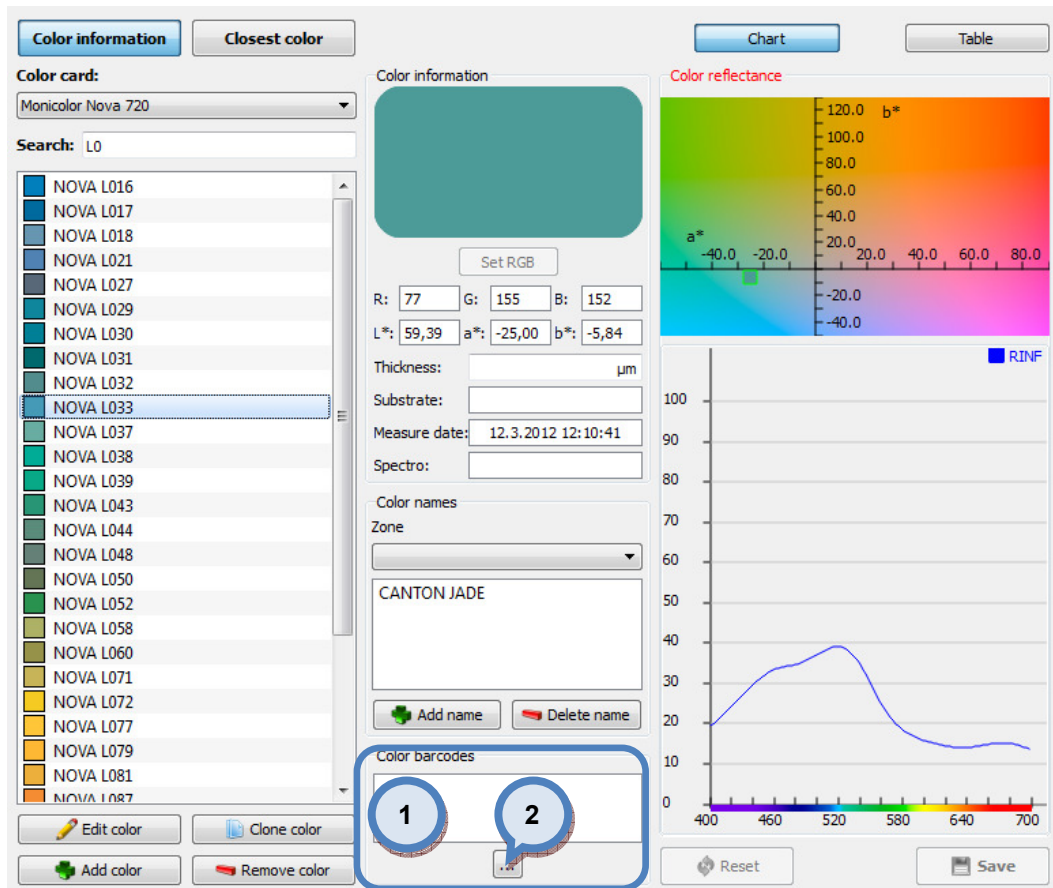 Color information
Closest color
Chart
Table
Color card:
Monicolor Nova 720
Search: L0
NOVA L016
NOVA L017
NOVA L018
NOVA L021
NOVA L027
NOVA L029
NOVA L030
NOVA L031
NOVA L032
NOVA L033
NOVA L037
NOVA L038
NOVA L039
NOVA L043
NOVA L044
NOVA L048
NOVA L050
NOVA L052
NOVA L058
NOVA L060
NOVA L071
NOVA L072
NOVA L077
NOVA L079
NOVA L081
NOVA L087
Edit color
Clone color
Add color
Remove color
Color information
Set RGB
R: 77 G: 155 B: 152
L*: 59,39 a*: -25,00 b*: -5,84
Thickness: µm
Substrate:
Measure date: 12.3.2012 12:10:41
Spectro:
Color names
Zone
CANTON JADE
Add name
Delete name
Color barcodes
1 2
...
Color reflectance
120.0 b*
100.0
80.0
60.0
40.0
20.0
a*
-40.0 -20.0 20.0 40.0 60.0 80.0
-20.0
-40.0
RINF
100
90
80
70
60
50
40
30
20
10
0
400 460 520 580 640 700
Reset
Save